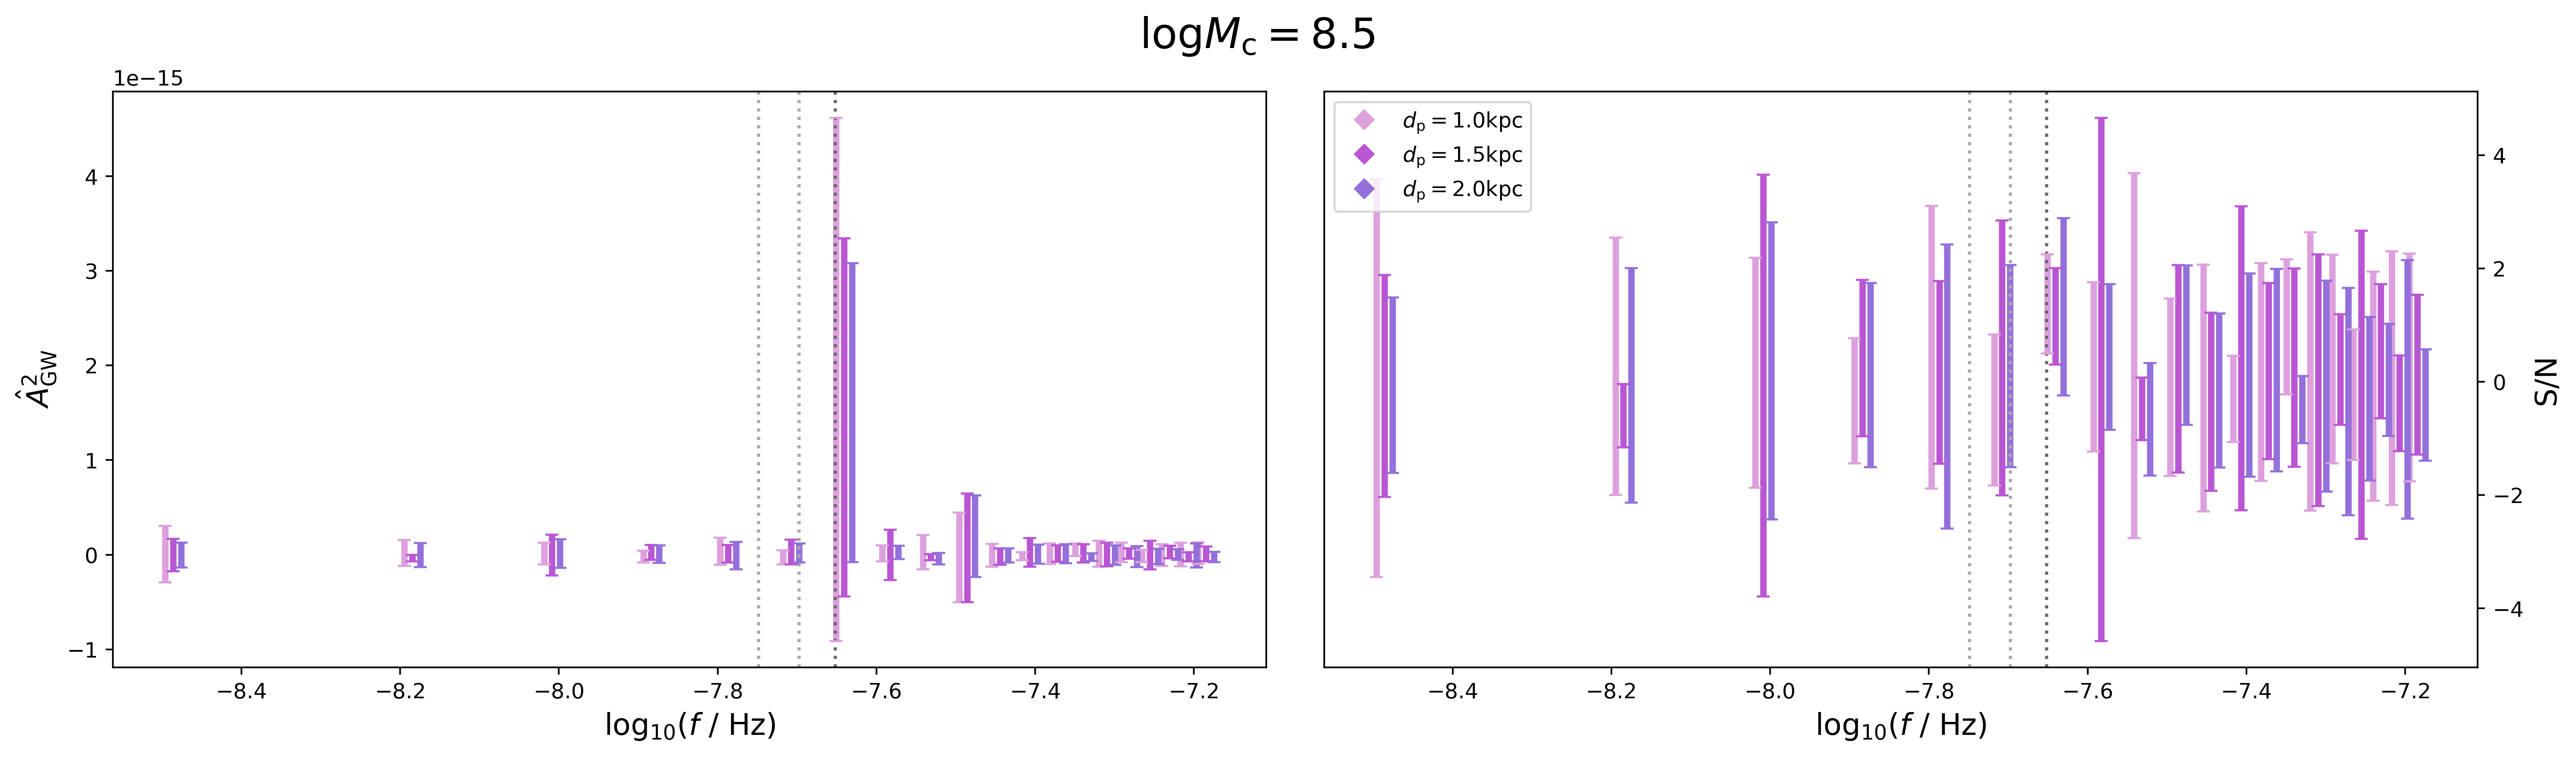 logM_c = 8.5
1e−15
4
3
2
1
0
−1
Â²_GW
−8.4 −8.2 −8.0 −7.8 −7.6 −7.4 −7.2
log₁₀(f / Hz)
d_p = 1.0kpc
d_p = 1.5kpc
d_p = 2.0kpc
4
2
0
−2
−4
N/S
−8.4 −8.2 −8.0 −7.8 −7.6 −7.4 −7.2
log₁₀(f / Hz)